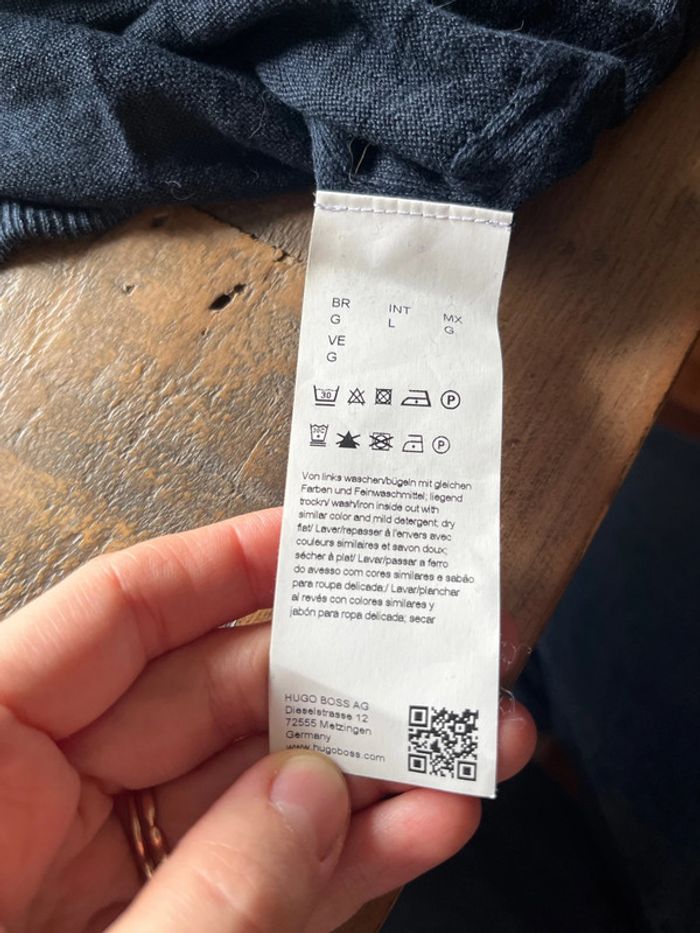 BR INT MX
G L G
VE
G
30 P
30°C P
Von links waschen/bügeln mit gleichen
Farben und Feinwaschmittel; liegend
trockn/ wash/iron inside out with
similar color and mild detergent, dry
flat/ Laver/repasser à l'envers avec
couleurs similaires et savon doux;
sécher à plat/ Lavar/passar a ferro
do avesso com cores similares e sabão
para roupa delicada;/ Lavar/planchar
al revés con colores similares y
jabón para ropa delicada; secar
HUGO BOSS AG
Dieselstrasse 12
72555 Metzingen
Germany
www.hugoboss.com